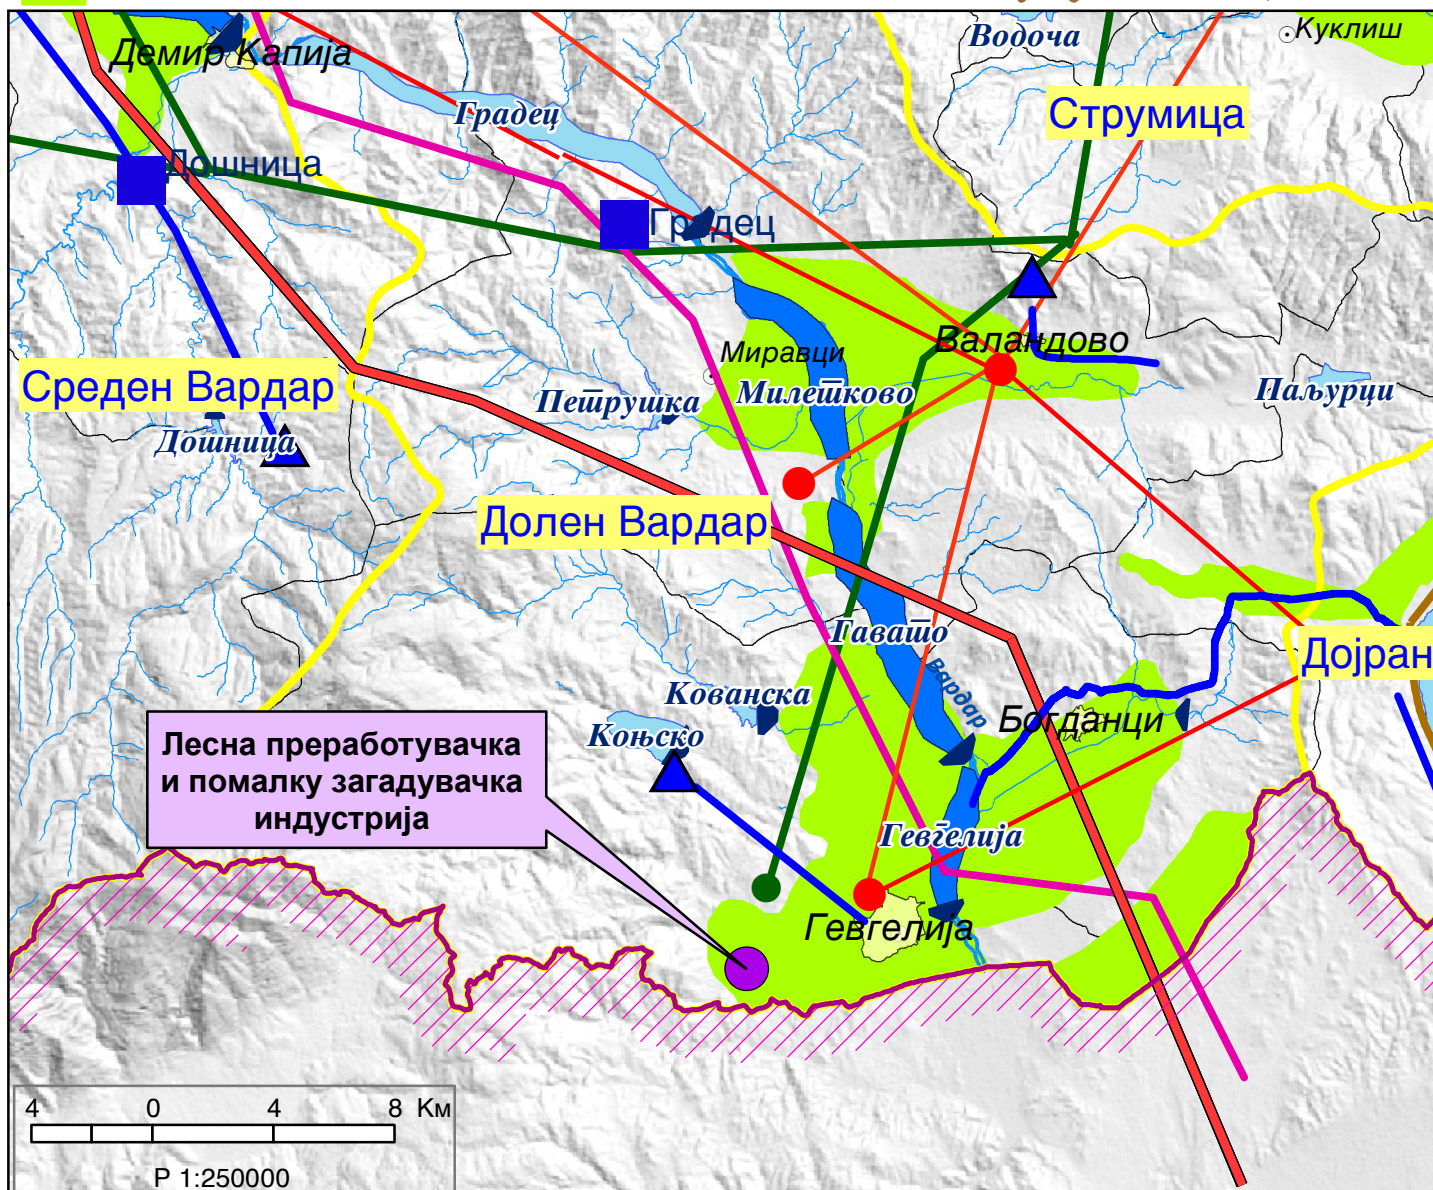 Водоча
Куклиш
Демир Капија
Градец
Струмица
Дошница
Градец
Валандово
Миравци
Среден Вардар
Петрушка
Милетково
Паљурци
Дошница
Долен Вардар
Гавато
Дојран
Вардар
Кованска
Богданци
Коњско
Лесна преработувачка
и помалку загадувачка
индустрија
Гевгелија
Гевгелија
4 0 4 8 Км
Р 1:250000